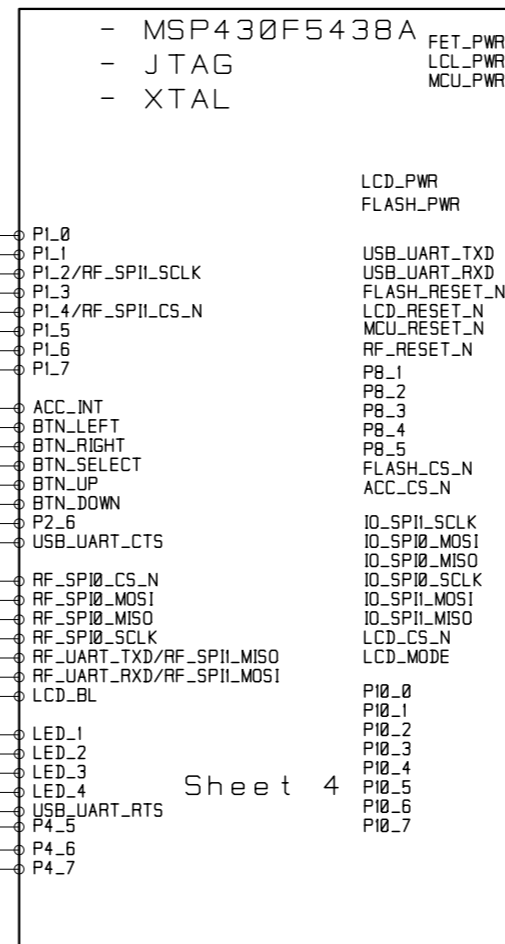 - MSP430F5438A
- JTAG
- XTAL
FET_PWR
LCL_PWR
MCU_PWR
LCD_PWR
FLASH_PWR
P1_0
P1_1
P1_2/RF_SPI1_SCLK
P1_3
P1_4/RF_SPI1_CS_N
P1_5
P1_6
P1_7
ACC_INT
BTN_LEFT
BTN_RIGHT
BTN_SELECT
BTN_UP
BTN_DOWN
P2_6
USB_UART_CTS
RF_SPI0_CS_N
RF_SPI0_MOSI
RF_SPI0_MISO
RF_SPI0_SCLK
RF_UART_TXD/RF_SPI1_MISO
RF_UART_RXD/RF_SPI1_MOSI
LCD_BL
LED_1
LED_2
LED_3
LED_4
USB_UART_RTS
P4_5
P4_6
P4_7
Sheet 4
USB_UART_TXD
USB_UART_RXD
FLASH_RESET_N
LCD_RESET_N
MCU_RESET_N
RF_RESET_N
P8_1
P8_2
P8_3
P8_4
P8_5
FLASH_CS_N
ACC_CS_N
IO_SPI1_SCLK
IO_SPI0_MOSI
IO_SPI0_MISO
IO_SPI0_SCLK
IO_SPI1_MOSI
IO_SPI1_MISO
LCD_CS_N
LCD_MODE
P10_0
P10_1
P10_2
P10_3
P10_4
P10_5
P10_6
P10_7